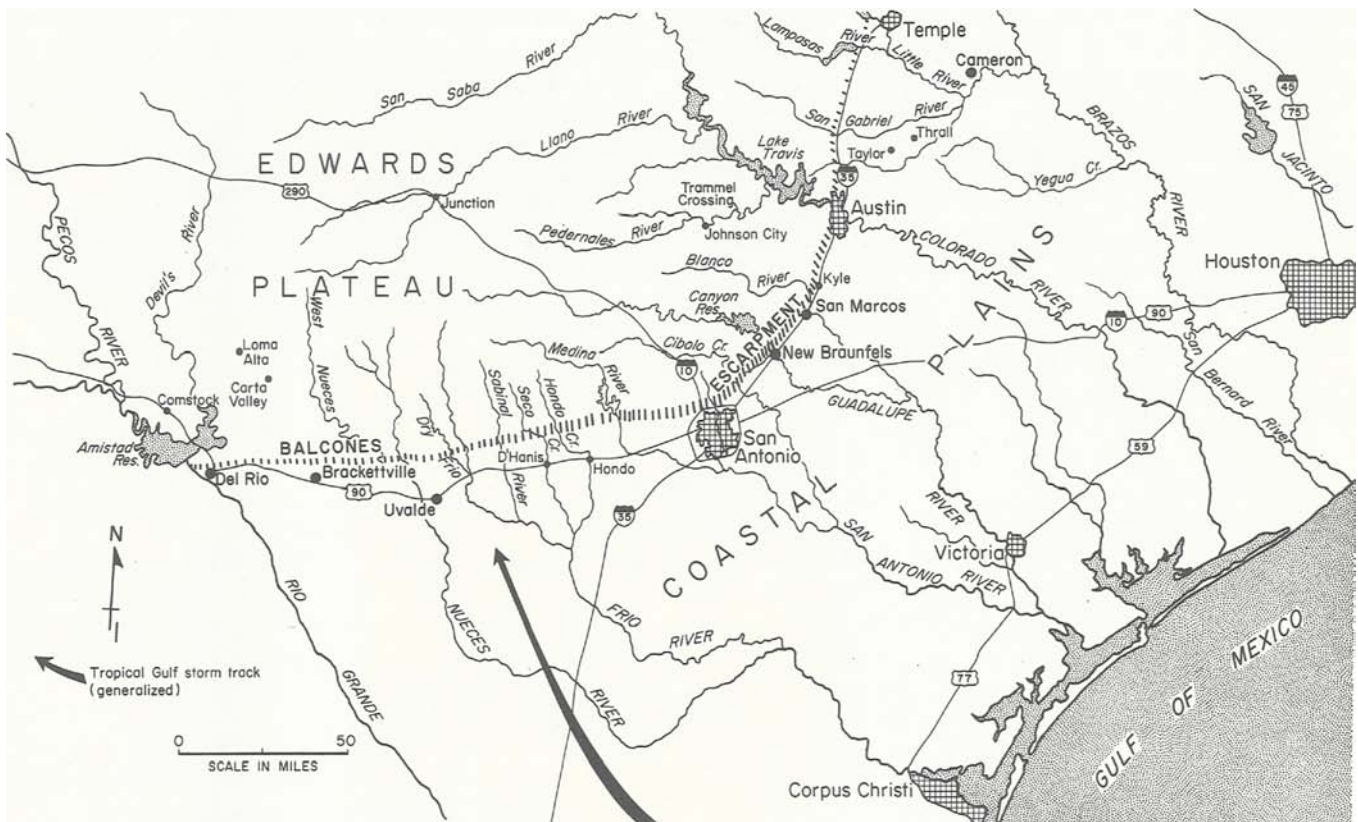 Temple
Lampasas River
Little River
Cameron
San Saba River
San Gabriel River
Thrall
Taylor
BRAZOS RIVER
Yegua Cr.
45
75
SAN JACINTO
EDWARDS
Llano River
Lake
Travis
35
290
Junction
Trammel
Crossing
Austin
Pedernales River
Johnson City
COLORADO RIVER
Houston
PECOS RIVER
Devil's River
PLATEAU
Blanco River
Kyle
Canyon
Res.
San Marcos
90
10
San Bernard River
West Nueces
Loma
Alta
Carta
Valley
Comstock
Medina River
Cibolo Cr.
10
New Braunfels
PLAINS
ESCARPMENT
Sabinal River
Seco Cr.
Hondo Cr.
GUADALUPE RIVER
Dry Frio
Amistad
Res.
BALCONES
San
Antonio
59
Del Rio
Brackettville
90
Uvalde
D'Hanis
Hondo
35
COASTAL
SAN ANTONIO RIVER
Victoria
N
RIO GRANDE
NUECES RIVER
FRIO RIVER
Tropical Gulf storm track
(generalized)
77
GULF OF MEXICO
0 50
SCALE IN MILES
Corpus Christi